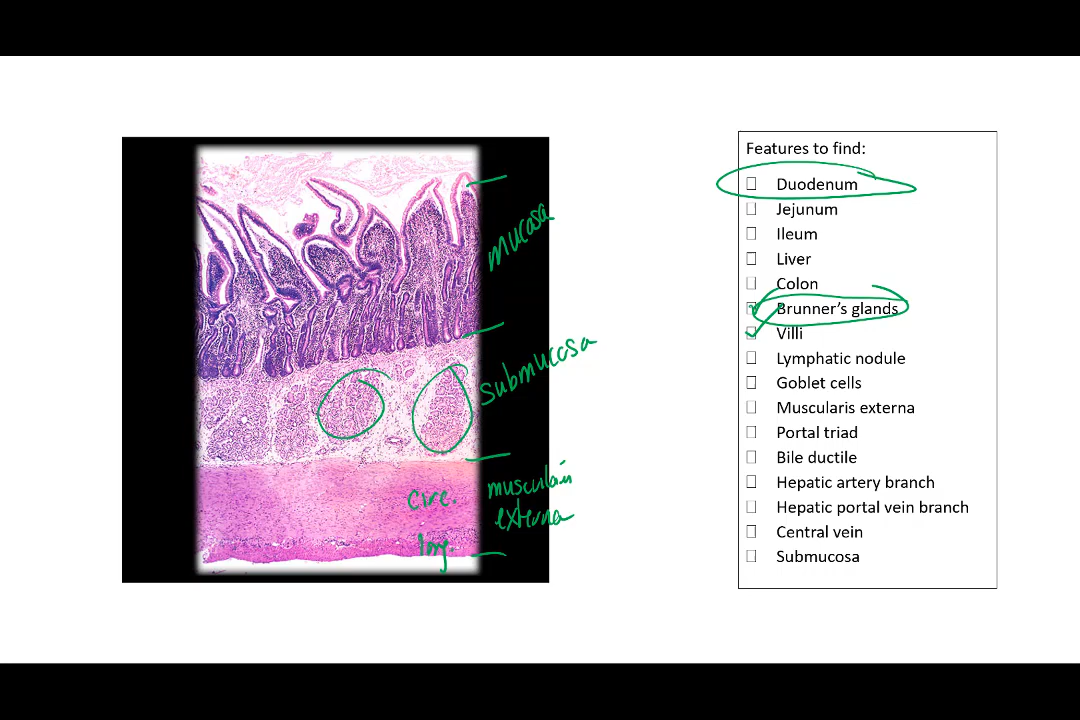 mucosa
submucosa
muscularis
externa
circ.
long.
Features to find:
Duodenum
Jejunum
Ileum
Liver
Colon
Brunner's glands
Villi
Lymphatic nodule
Goblet cells
Muscularis externa
Portal triad
Bile ductile
Hepatic artery branch
Hepatic portal vein branch
Central vein
Submucosa